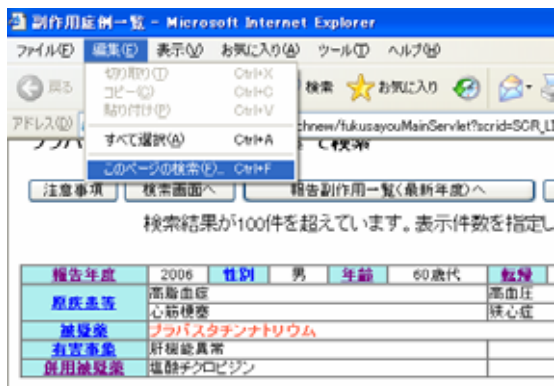 副作用症例一覧 - Microsoft Internet Explorer
ファイル(F) 編集(E) 表示(V) お気に入り(A) ツール(T) ヘルプ(H)
戻る 検索 お気に入り
切り取り(T) Ctrl+X
コピー(C) Ctrl+C
貼り付け(P) Ctrl+V
アドレス(D) chnew/fukusayouMainServlet?scrid=SCR_LI
すべて選択(A) Ctrl+A
このページの検索(F)... Ctrl+F
注意事項 検索画面へ 報告副作用一覧(最新年度)へ
検索結果が100件を超えています。表示件数を指定し
報告年度 2006 性別 男 年齢 60歳代 転帰
原疾患等 高脂血症 高血圧
心筋梗塞 狭心症
被疑薬 プラバスタチンナトリウム
有害事象 肝機能異常
併用被疑薬 塩酸チクロピジン